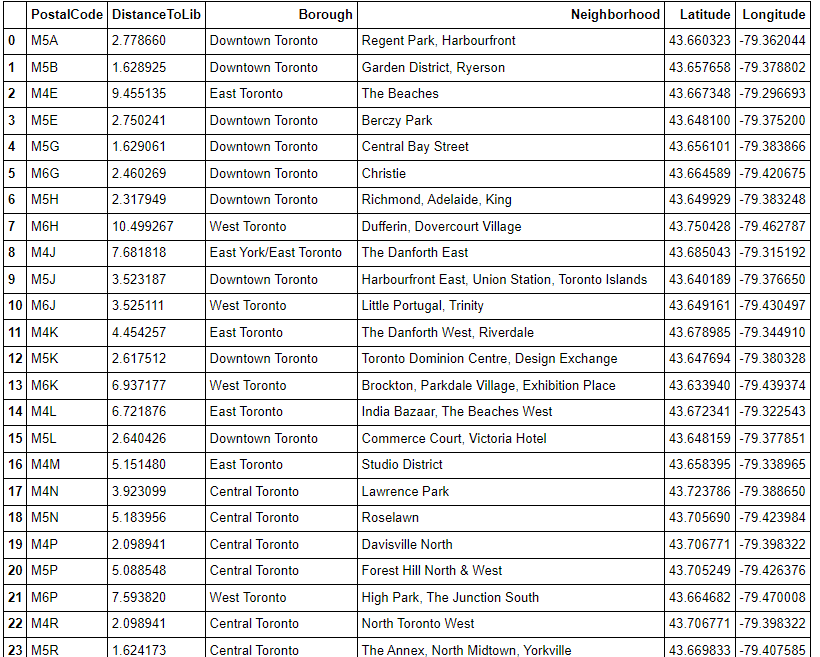 PostalCode DistanceToLib Borough Neighborhood Latitude Longitude
0 M5A 2.778660 Downtown Toronto Regent Park, Harbourfront 43.660323 -79.362044
1 M5B 1.628925 Downtown Toronto Garden District, Ryerson 43.657658 -79.378802
2 M4E 9.455135 East Toronto The Beaches 43.667348 -79.296693
3 M5E 2.750241 Downtown Toronto Berczy Park 43.648100 -79.375200
4 M5G 1.629061 Downtown Toronto Central Bay Street 43.656101 -79.383866
5 M6G 2.460269 Downtown Toronto Christie 43.664589 -79.420675
6 M5H 2.317949 Downtown Toronto Richmond, Adelaide, King 43.649929 -79.383248
7 M6H 10.499267 West Toronto Dufferin, Dovercourt Village 43.750428 -79.462787
8 M4J 7.681818 East York/East Toronto The Danforth East 43.685043 -79.315192
9 M5J 3.523187 Downtown Toronto Harbourfront East, Union Station, Toronto Islands 43.640189 -79.376650
10 M6J 3.525111 West Toronto Little Portugal, Trinity 43.649161 -79.430497
11 M4K 4.454257 East Toronto The Danforth West, Riverdale 43.678985 -79.344910
12 M5K 2.617512 Downtown Toronto Toronto Dominion Centre, Design Exchange 43.647694 -79.380328
13 M6K 6.937177 West Toronto Brockton, Parkdale Village, Exhibition Place 43.633940 -79.439374
14 M4L 6.721876 East Toronto India Bazaar, The Beaches West 43.672341 -79.322543
15 M5L 2.640426 Downtown Toronto Commerce Court, Victoria Hotel 43.648159 -79.377851
16 M4M 5.151480 East Toronto Studio District 43.658395 -79.338965
17 M4N 3.923099 Central Toronto Lawrence Park 43.723786 -79.388650
18 M5N 5.183956 Central Toronto Roselawn 43.705690 -79.423984
19 M4P 2.098941 Central Toronto Davisville North 43.706771 -79.398322
20 M5P 5.088548 Central Toronto Forest Hill North & West 43.705249 -79.426376
21 M6P 7.593820 West Toronto High Park, The Junction South 43.664682 -79.470008
22 M4R 2.098941 Central Toronto North Toronto West 43.706771 -79.398322
23 M5R 1.624173 Central Toronto The Annex, North Midtown, Yorkville 43.669833 -79.407585